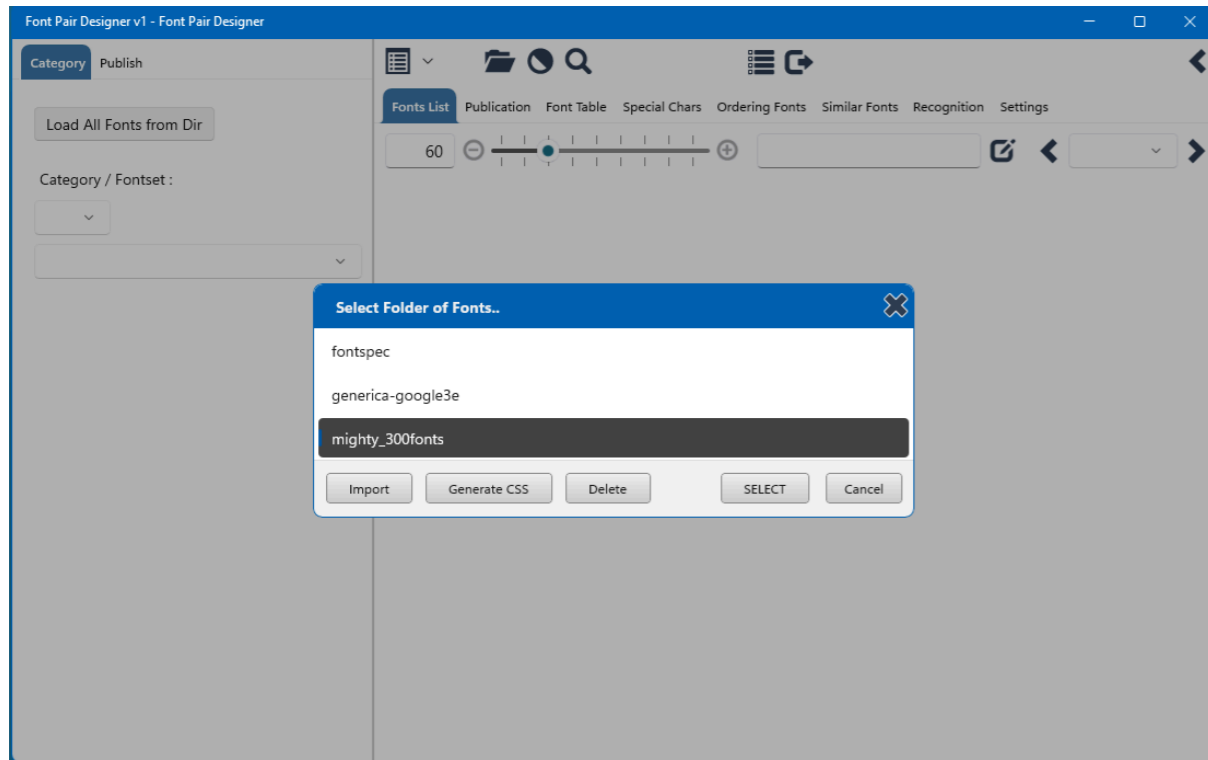 Font Pair Designer v1 - Font Pair Designer
Category Publish
Load All Fonts from Dir
Category / Fontset :
Fonts List Publication Font Table Special Chars Ordering Fonts Similar Fonts Recognition Settings
60
Select Folder of Fonts..
fontspec
generica-google3e
mighty_300fonts
Import Generate CSS Delete SELECT Cancel